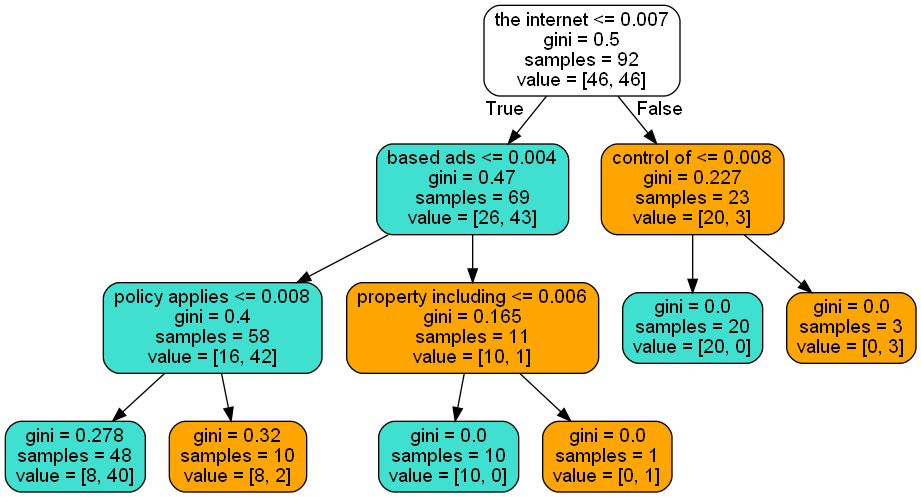 the internet <= 0.007
gini = 0.5
samples = 92
value = [46, 46]
True
False
based ads <= 0.004
gini = 0.47
samples = 69
value = [26, 43]
control of <= 0.008
gini = 0.227
samples = 23
value = [20, 3]
policy applies <= 0.008
gini = 0.4
samples = 58
value = [16, 42]
property including <= 0.006
gini = 0.165
samples = 11
value = [10, 1]
gini = 0.0
samples = 20
value = [20, 0]
gini = 0.0
samples = 3
value = [0, 3]
gini = 0.278
samples = 48
value = [8, 40]
gini = 0.32
samples = 10
value = [8, 2]
gini = 0.0
samples = 10
value = [10, 0]
gini = 0.0
samples = 1
value = [0, 1]